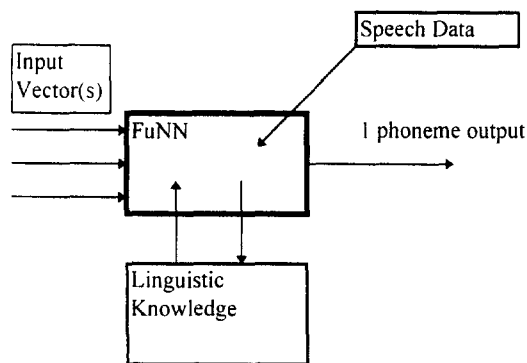 Speech Data
Input
Vector(s)
FuNN
1 phoneme output
Linguistic
Knowledge